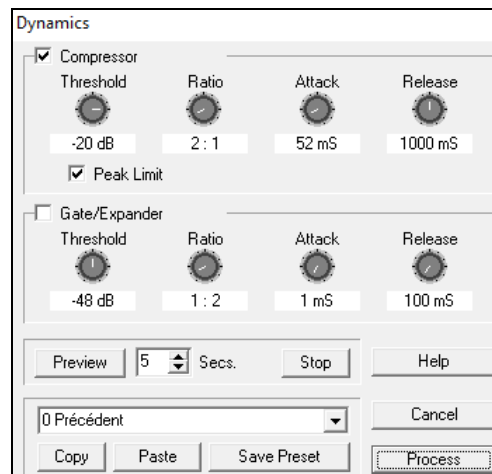 Dynamics
Compressor
Threshold Ratio Attack Release
-20 dB 2 : 1 52 mS 1000 mS
Peak Limit
Gate/Expander
Threshold Ratio Attack Release
-48 dB 1 : 2 1 mS 100 mS
Preview 5 Secs. Stop Help
0 Précédent Cancel
Copy Paste Save Preset Process